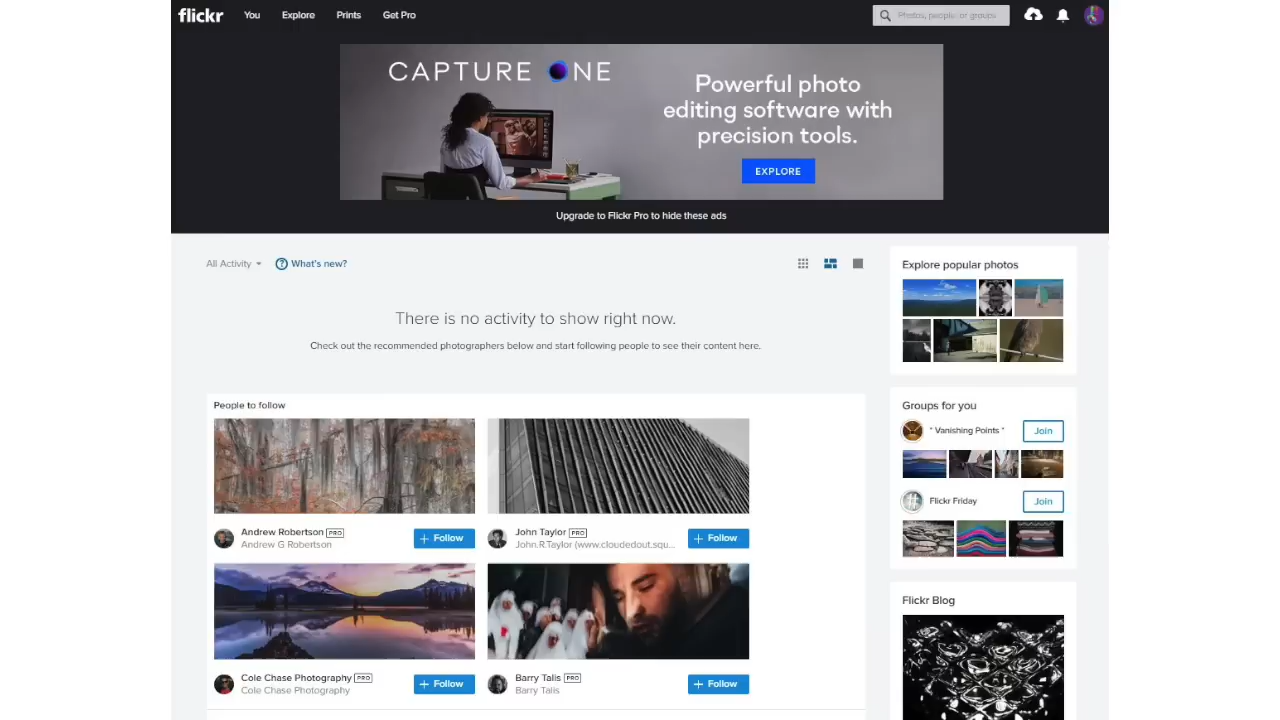 flickr You Explore Prints Get Pro Photos, people, or groups
CAPTURE ONE
Powerful photo
editing software with
precision tools.
EXPLORE
Upgrade to Flickr Pro to hide these ads
All Activity What's new?
There is no activity to show right now.
Check out the recommended photographers below and start following people to see their content here.
People to follow
Andrew Robertson PRO
Andrew G Robertson
+ Follow
John Taylor PRO
John.R.Taylor (www.cloudedout.squ...
+ Follow
Cole Chase Photography PRO
Cole Chase Photography
+ Follow
Barry Talis PRO
Barry Talis
+ Follow
Explore popular photos
Groups for you
* Vanishing Points * Join
Flickr Friday Join
Flickr Blog